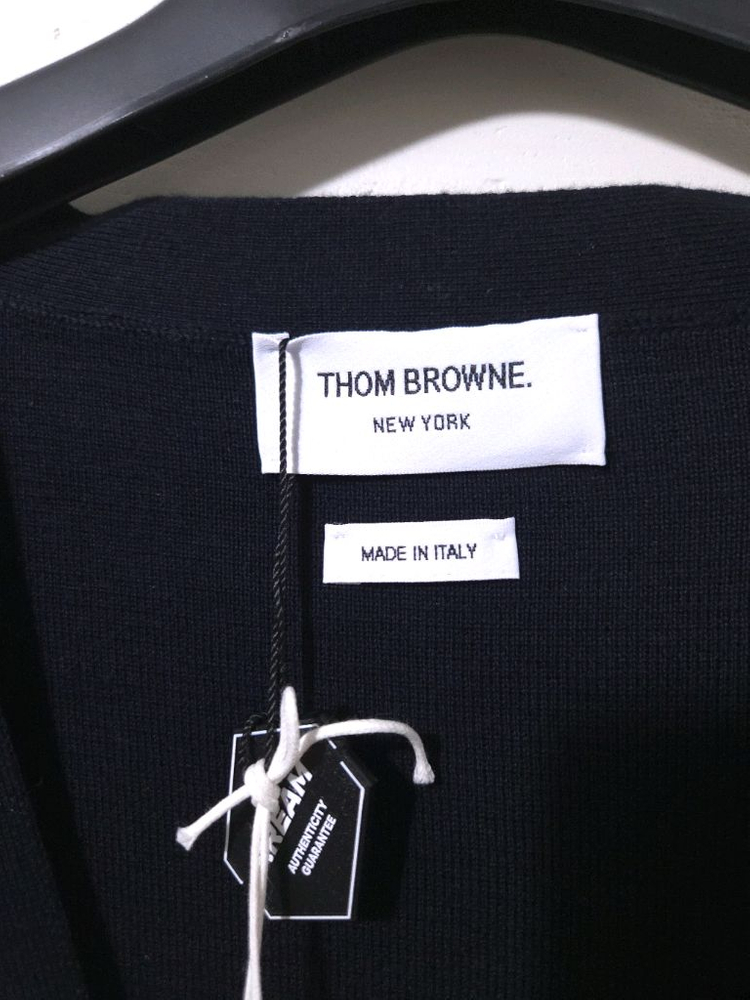 THOM BROWNE.
NEW YORK
MADE IN ITALY
AUTHENTICITY
GUARANTEE